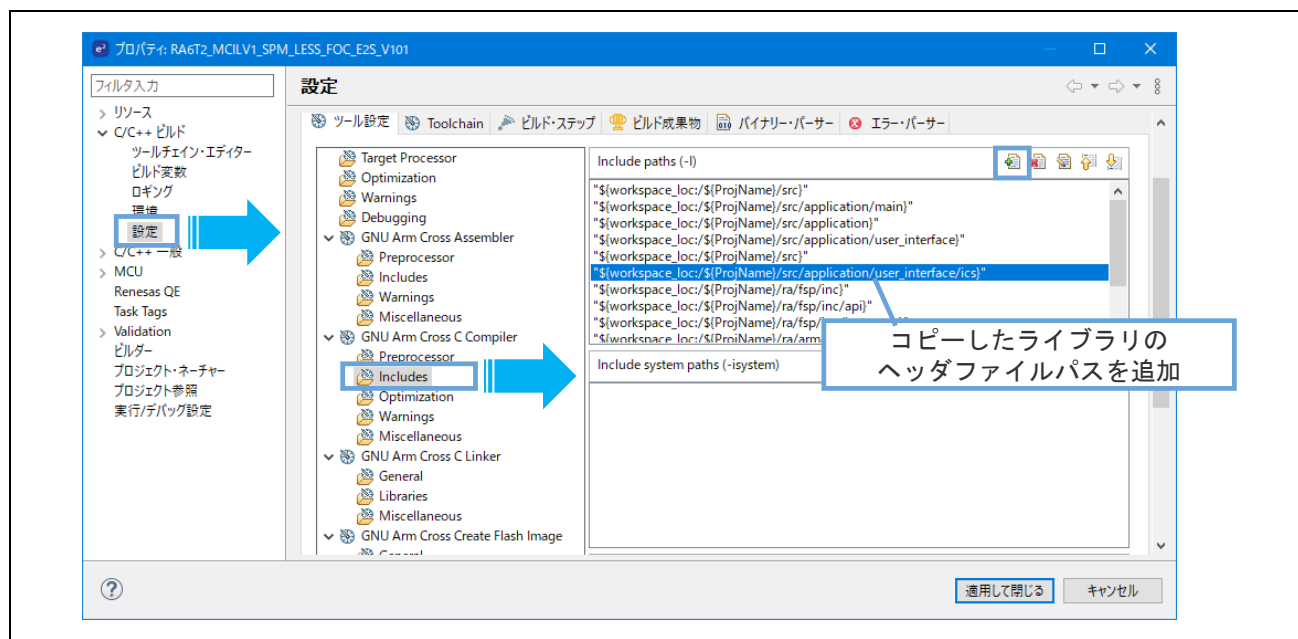 プロパティ: RA6T2_MCILV1_SPM_LESS_FOC_E2S_V101
フィルタ入力
リソース
C/C++ ビルド
ツールチェイン・エディター
ビルド変数
ロギング
環境
設定
C/C++ 一般
MCU
Renesas QE
Task Tags
Validation
ビルダー
プロジェクト・ネーチャー
プロジェクト参照
実行/デバッグ設定
設定
ツール設定 Toolchain ビルド・ステップ ビルド成果物 バイナリー・パーサー エラー・パーサー
Target Processor
Optimization
Warnings
Debugging
GNU Arm Cross Assembler
Preprocessor
Includes
Warnings
Miscellaneous
GNU Arm Cross C Compiler
Preprocessor
Includes
Optimization
Warnings
Miscellaneous
GNU Arm Cross C Linker
General
Libraries
Miscellaneous
GNU Arm Cross Create Flash Image
General
Include paths (-I)
"${workspace_loc:/${ProjName}/src}"
"${workspace_loc:/${ProjName}/src/application/main}"
"${workspace_loc:/${ProjName}/src/application}"
"${workspace_loc:/${ProjName}/src/application/user_interface}"
"${workspace_loc:/${ProjName}/src}"
"${workspace_loc:/${ProjName}/src/application/user_interface/ics}"
"${workspace_loc:/${ProjName}/ra/fsp/inc}"
"${workspace_loc:/${ProjName}/ra/fsp/inc/api}"
"${workspace_loc:/${ProjName}/ra/fsp/
"${workspace_loc:/${ProjName}/ra/arm
コピーしたライブラリの
ヘッダファイルパスを追加
Include system paths (-isystem)
適用して閉じる キャンセル